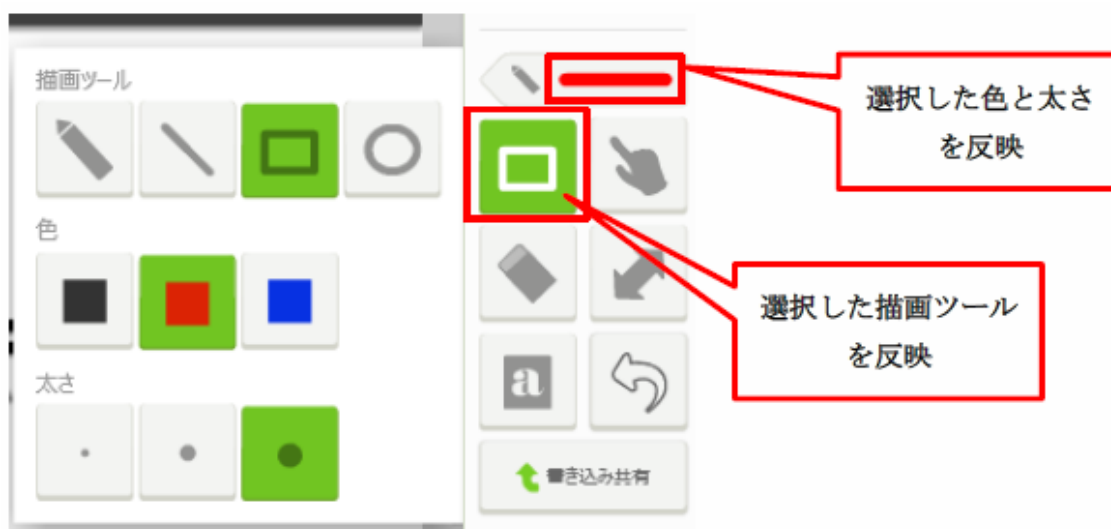 描画ツール
色
太さ
a
書き込み共有
選択した色と太さ
を反映
選択した描画ツール
を反映